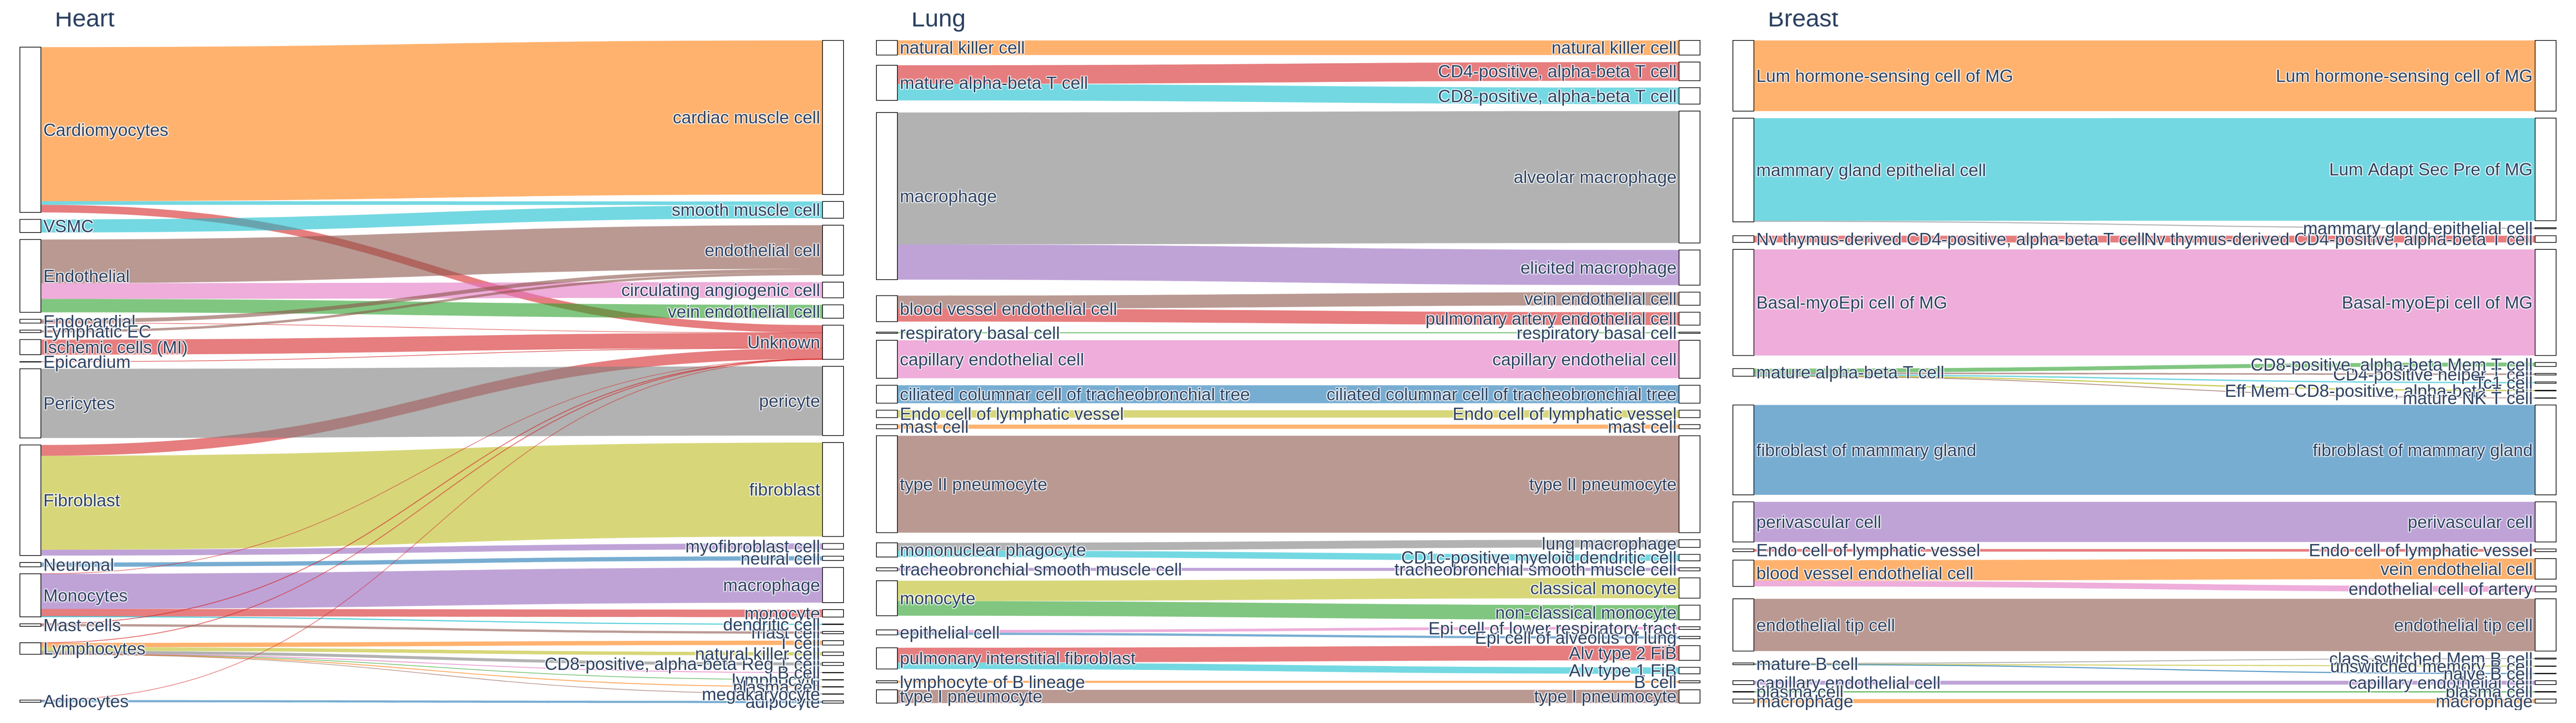 Heart
Cardiomyocytes
VSMC
Endothelial
Endocardial
Lymphatic EC
Ischemic cells (MI)
Epicardium
Pericytes
Fibroblast
Neuronal
Monocytes
Mast cells
Lymphocytes
Adipocytes
cardiac muscle cell
smooth muscle cell
endothelial cell
circulating angiogenic cell
vein endothelial cell
Unknown
pericyte
fibroblast
myofibroblast cell
neural cell
macrophage
monocyte
dendritic cell
mast cell
T cell
natural killer cell
CD8-positive, alpha-beta Reg T cell
B cell
lymphocyte
plasma cell
megakaryocyte
adipocyte
Lung
natural killer cell
mature alpha-beta T cell
macrophage
blood vessel endothelial cell
respiratory basal cell
capillary endothelial cell
ciliated columnar cell of tracheobronchial tree
Endo cell of lymphatic vessel
mast cell
type II pneumocyte
mononuclear phagocyte
tracheobronchial smooth muscle cell
monocyte
epithelial cell
pulmonary interstitial fibroblast
lymphocyte of B lineage
type I pneumocyte
natural killer cell
CD4-positive, alpha-beta T cell
CD8-positive, alpha-beta T cell
alveolar macrophage
elicited macrophage
vein endothelial cell
pulmonary artery endothelial cell
respiratory basal cell
capillary endothelial cell
ciliated columnar cell of tracheobronchial tree
Endo cell of lymphatic vessel
mast cell
type II pneumocyte
lung macrophage
CD1c-positive myeloid dendritic cell
tracheobronchial smooth muscle cell
classical monocyte
non-classical monocyte
Epi cell of lower respiratory tract
Epi cell of alveolus of lung
Alv type 2 FiB
Alv type 1 FiB
B cell
type I pneumocyte
Breast
Lum hormone-sensing cell of MG
mammary gland epithelial cell
Nv thymus-derived CD4-positive, alpha-beta T cell
Basal-myoEpi cell of MG
mature alpha-beta T cell
fibroblast of mammary gland
perivascular cell
Endo cell of lymphatic vessel
blood vessel endothelial cell
endothelial tip cell
mature B cell
capillary endothelial cell
plasma cell
macrophage
Lum hormone-sensing cell of MG
Lum Adapt Sec Pre of MG
mammary gland epithelial cell
Nv thymus-derived CD4-positive, alpha-beta T cell
Basal-myoEpi cell of MG
CD8-positive, alpha-beta Mem T cell
CD4-positive helper T cell
Tc1 cell
Eff Mem CD8-positive, alpha-beta T cell
mature NK T cell
fibroblast of mammary gland
perivascular cell
Endo cell of lymphatic vessel
vein endothelial cell
endothelial cell of artery
endothelial tip cell
class switched Mem B cell
unswitched memory B cell
naive B cell
capillary endothelial cell
plasma cell
macrophage